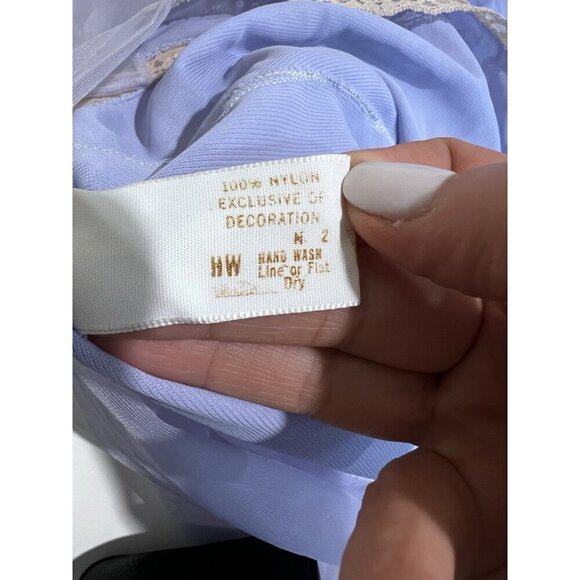 100% NYLON
EXCLUSIVE OF
DECORATION
N. 2
HW HAND WASH
Line or Flat
Dry